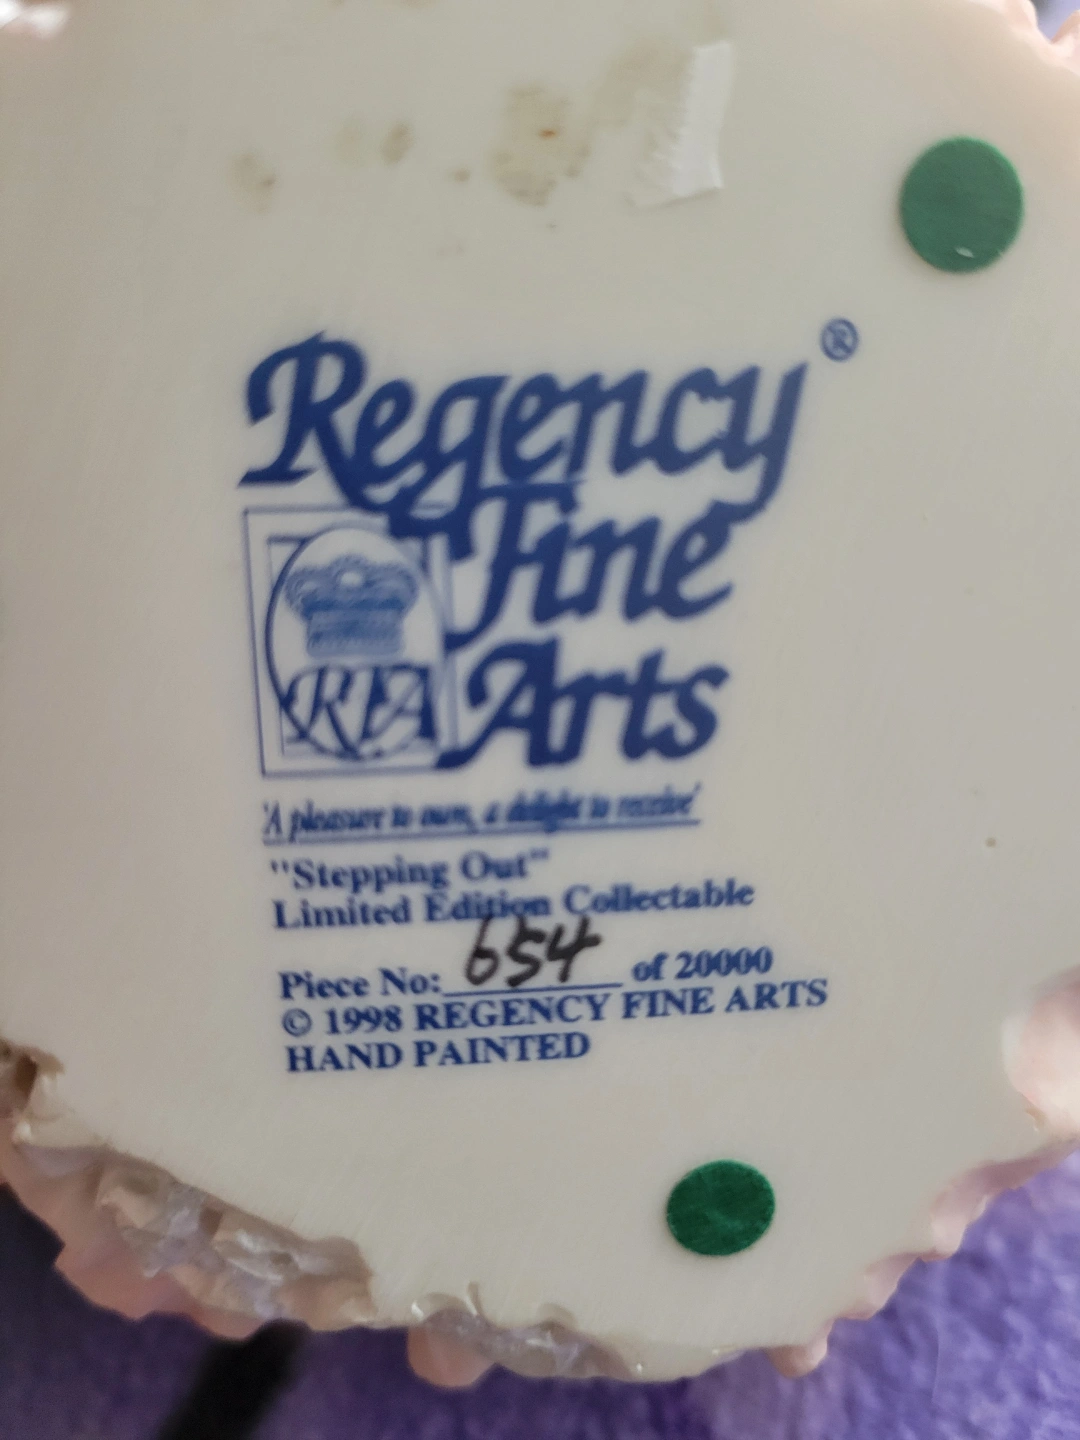 Regency ®
Fine
Arts
RFA
'A pleasure to own, a delight to receive'
"Stepping Out"
Limited Edition Collectable
Piece No: 654 of 20000
© 1998 REGENCY FINE ARTS
HAND PAINTED